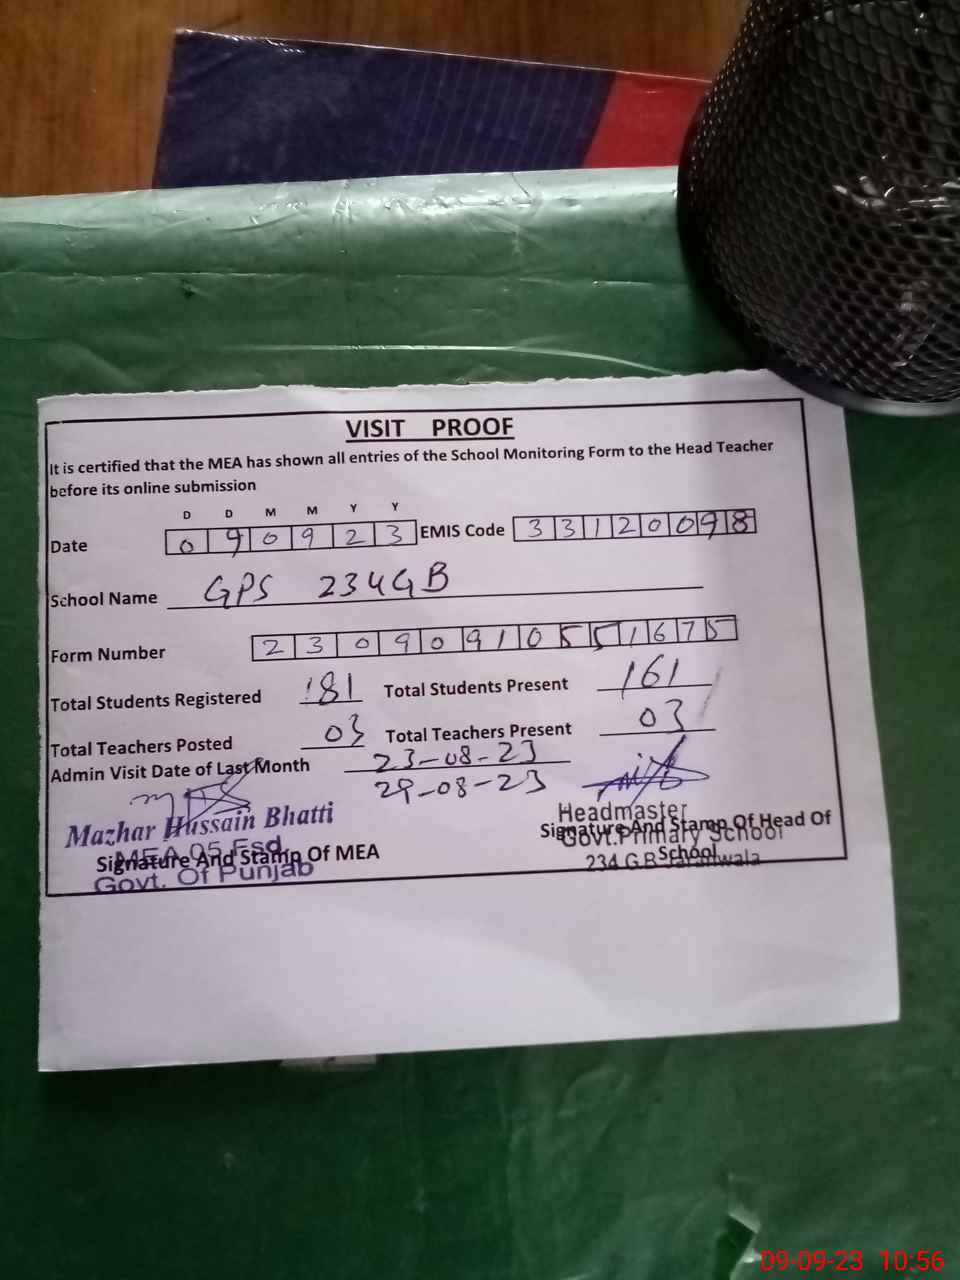 VISIT PROOF
It is certified that the MEA has shown all entries of the School Monitoring Form to the Head Teacher
before its online submission
D D M M Y Y
Date 0 9 0 9 2 3 EMIS Code 3 3 1 2 0 0 9 8
School Name GPS 234GB
Form Number 2 3 0 9 0 9 1 0 5 5 1 6 7 5
Total Students Registered 181 Total Students Present 161
Total Teachers Posted 03 Total Teachers Present 03
Admin Visit Date of Last Month 23-08-23
29-08-23
Mazhar Hussain Bhatti
MEA 05 Fsd
Signature And Stamp Of MEA
Govt. Of Punjab
Headmaster
Signature And Stamp Of Head Of
Govt.Primary School
School
234 G.B Jaranwala
09-09-23 10:56